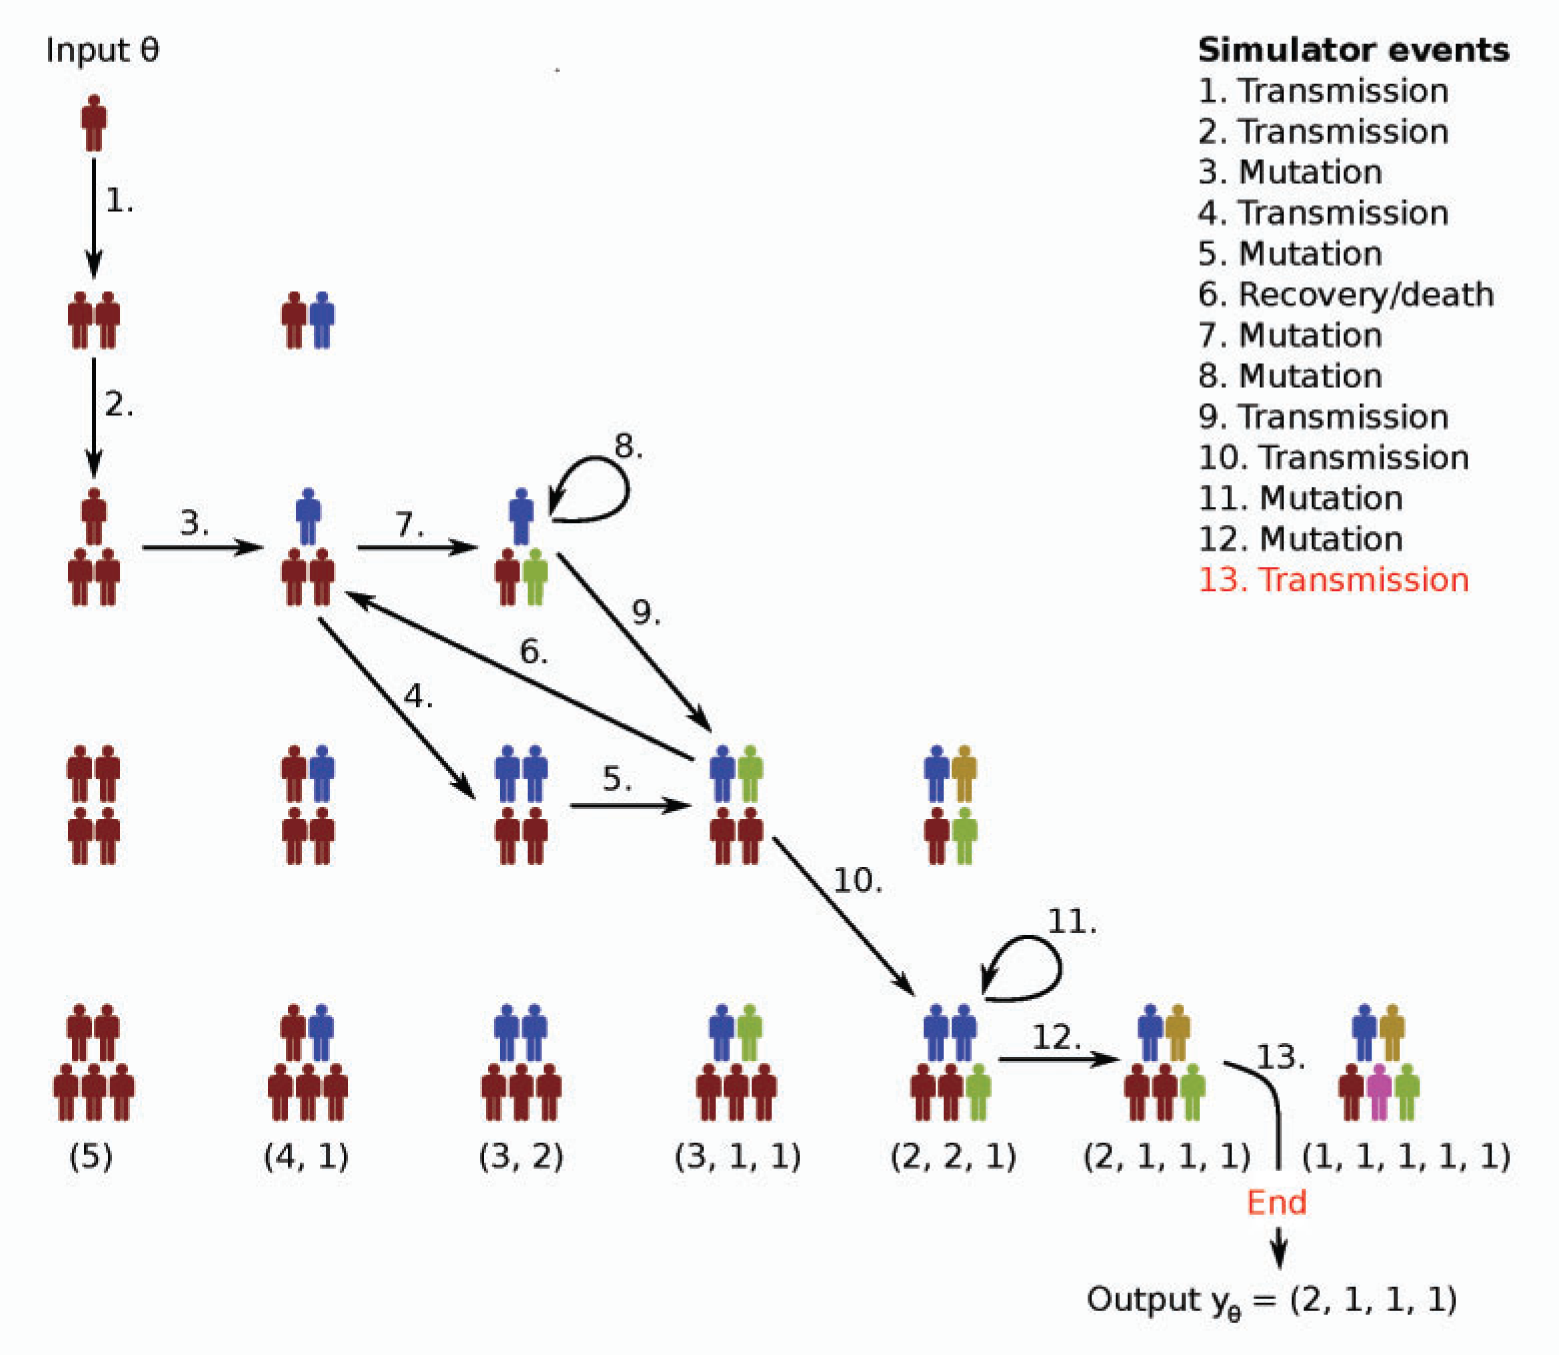 Input θ
Simulator events
1. Transmission
2. Transmission
3. Mutation
4. Transmission
5. Mutation
6. Recovery/death
7. Mutation
8. Mutation
9. Transmission
10. Transmission
11. Mutation
12. Mutation
13. Transmission
1.
2.
8.
3.
7.
9.
6.
4.
5.
10.
11.
12.
13.
(5)
(4, 1)
(3, 2)
(3, 1, 1)
(2, 2, 1)
(2, 1, 1, 1)
(1, 1, 1, 1, 1)
End
Output yθ = (2, 1, 1, 1)